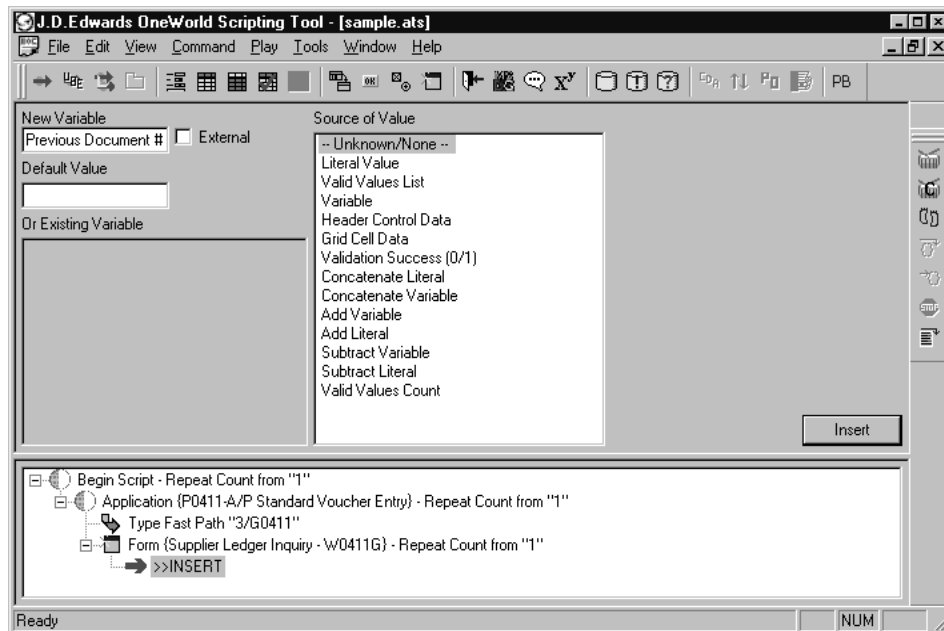 J.D.Edwards OneWorld Scripting Tool - [sample.ats]
File Edit View Command Play Tools Window Help
OK xy PB
New Variable
Previous Document #
External
Default Value
Or Existing Variable
Source of Value
-- Unknown/None --
Literal Value
Valid Values List
Variable
Header Control Data
Grid Cell Data
Validation Success (0/1)
Concatenate Literal
Concatenate Variable
Add Variable
Add Literal
Subtract Variable
Subtract Literal
Valid Values Count
Insert
Begin Script - Repeat Count from "1"
Application {P0411-A/P Standard Voucher Entry} - Repeat Count from "1"
Type Fast Path "3/G0411"
Form {Supplier Ledger Inquiry - W0411G} - Repeat Count from "1"
>>INSERT
Ready
NUM